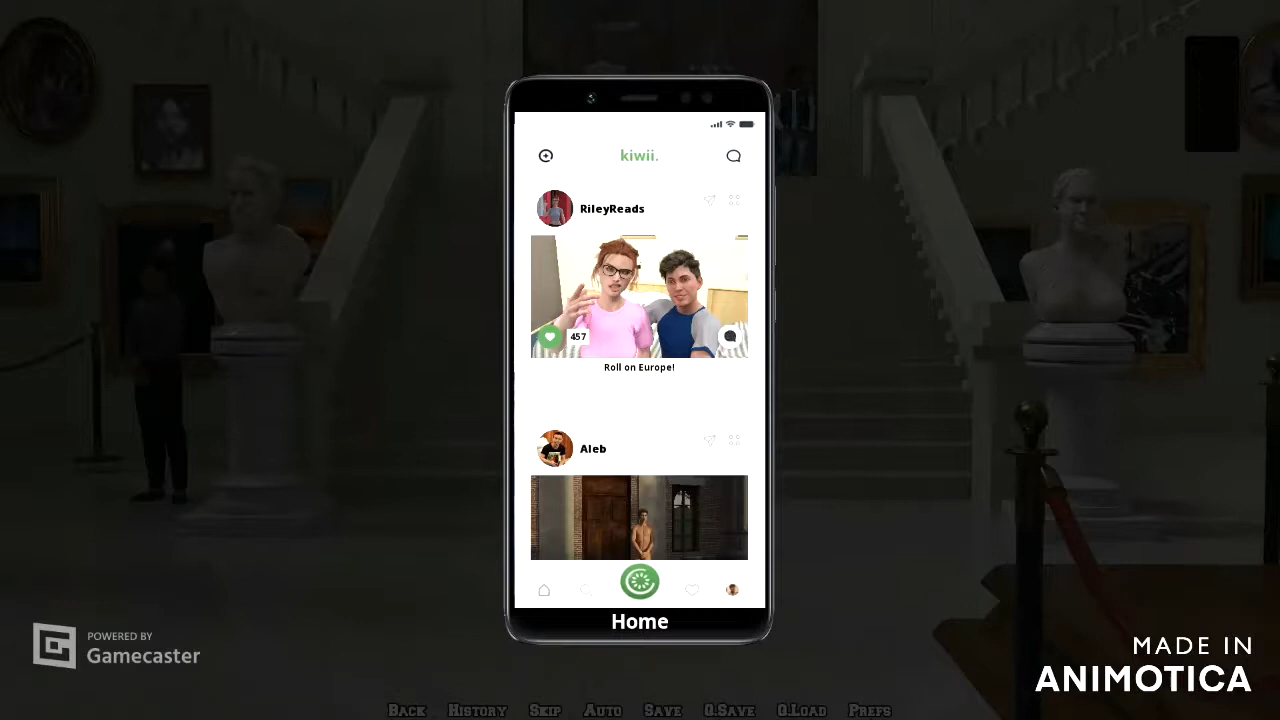 kiwii.
RileyReads
457
Roll on Europe!
Aleb
Home
POWERED BY
Gamecaster
MADE IN
ANIMOTICA
BACK HISTORY SKIP AUTO SAVE Q.SAVE Q.LOAD PREFS